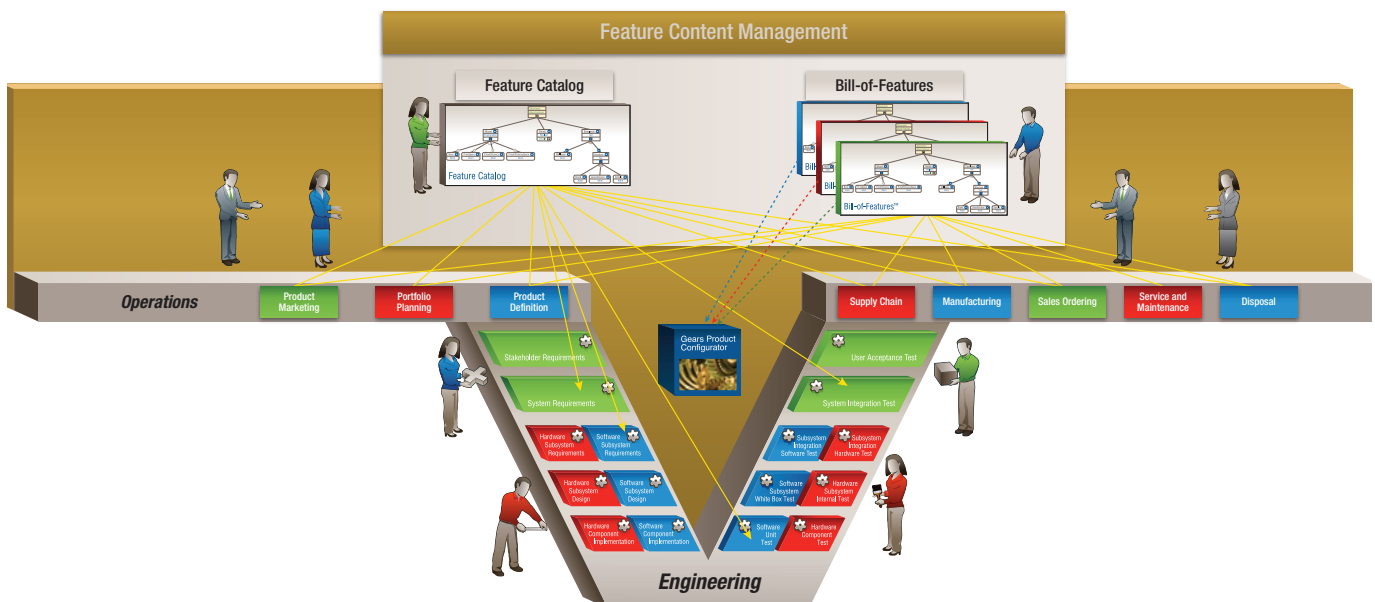 Feature Content Management
Feature Catalog
Bill-of-Features
Feature Catalog
Bill-
Bill-
Bill-of-Features™
Operations
Product
Marketing
Portfolio
Planning
Product
Definition
Supply Chain
Manufacturing
Sales Ordering
Service and
Maintenance
Disposal
Gears Product
Configurator
Stakeholder Requirements
System Requirements
Hardware
Subsystem
Requirements
Software
Subsystem
Requirements
Hardware
Subsystem
Design
Software
Subsystem
Design
Hardware
Component
Implementation
Software
Component
Implementation
User Acceptance Test
System Integration Test
Subsystem
Integration
Software Test
Subsystem
Integration
Hardware Test
Software
Subsystem
White Box Test
Hardware
Subsystem
Internal Test
Software
Unit
Test
Hardware
Component
Test
Engineering